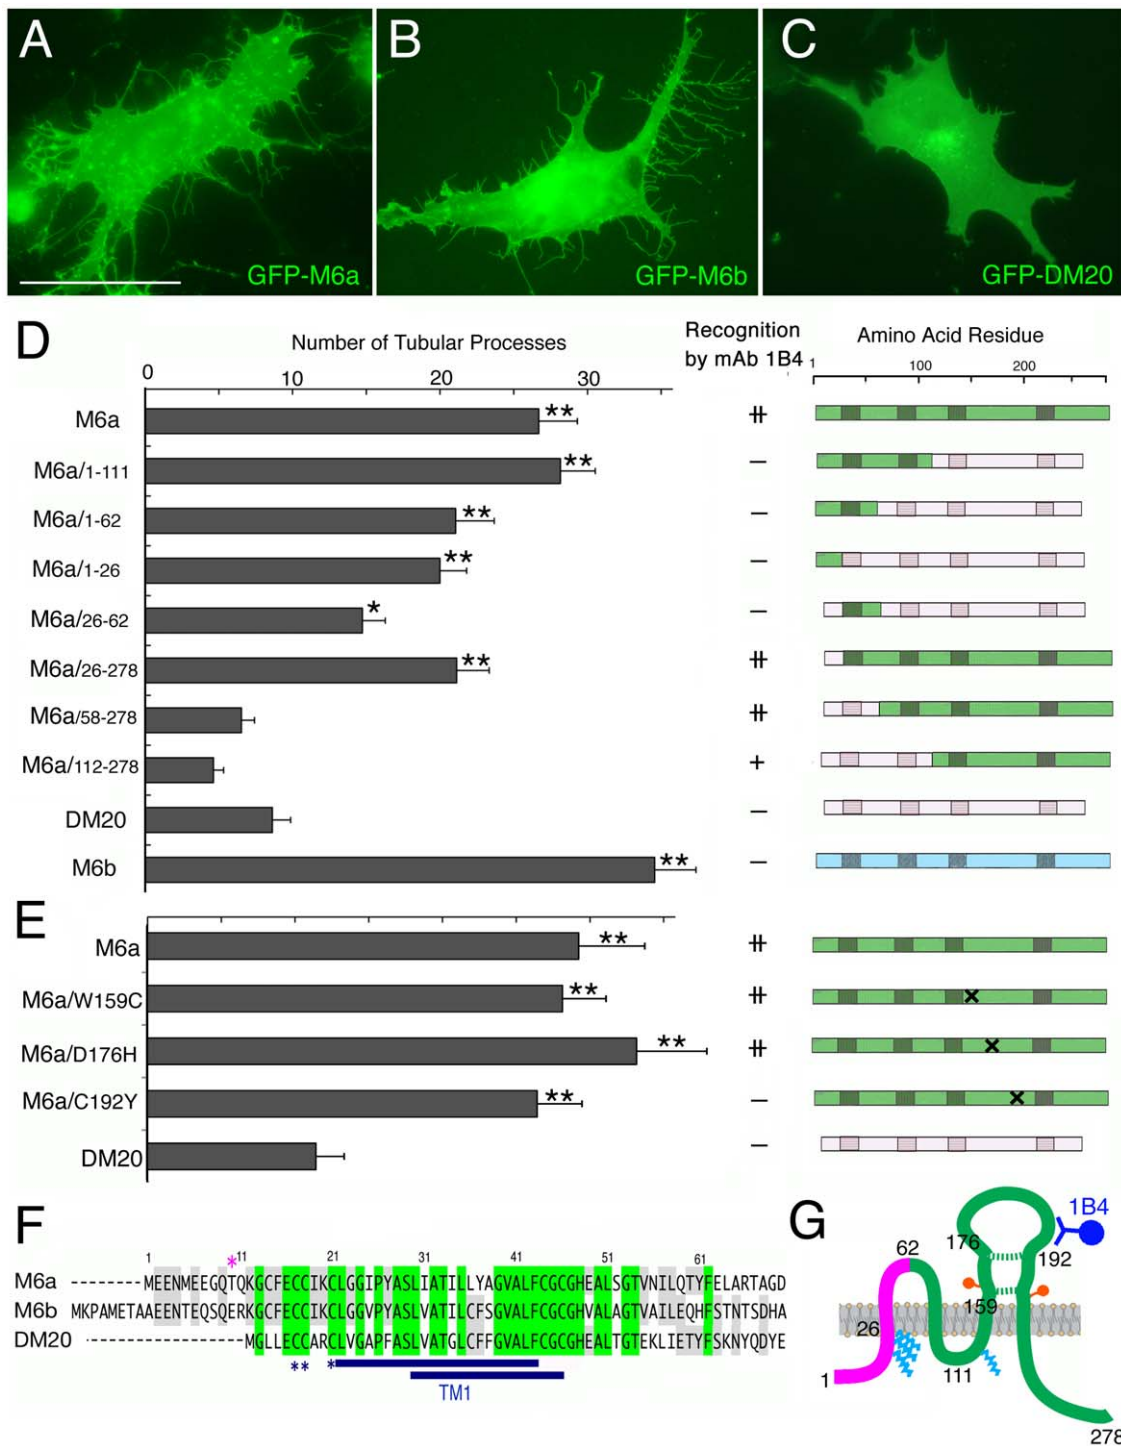 A
B
C
GFP-M6a
GFP-M6b
GFP-DM20
D
Number of Tubular Processes
Recognition
by mAb 1B4
Amino Acid Residue
0 10 20 30
1 100 200
M6a ** ⧺
M6a/1-111 ** –
M6a/1-62 ** –
M6a/1-26 ** –
M6a/26-62 * –
M6a/26-278 ** ⧺
M6a/58-278 ⧺
M6a/112-278 +
DM20 –
M6b ** –
E
M6a ** ⧺
M6a/W159C ** ⧺ ×
M6a/D176H ** ⧺ ×
M6a/C192Y ** – ×
DM20 –
F
1 * 11 21 31 41 51 61
M6a --------MEENMEEGQTQKGCFECCIKCLGGIPYASLIATILLYAGVALFCGCGHEALSGTVNILQTYFELARTAGD
M6b MKPAMETAAEENTEQSQERKGCFECCIKCLGGVPYASLVATILCFSGVALFCGCGHVALAGTVAILEQHFSTNTSDHA
DM20 -------------------MGLLECCARCLVGAPFASLVATGLCFFGVALFCGCGHEALTGTEKLIETYFSKNYQDYE
** *
TM1
G
1B4
176
192
62
159
26
111
1
278